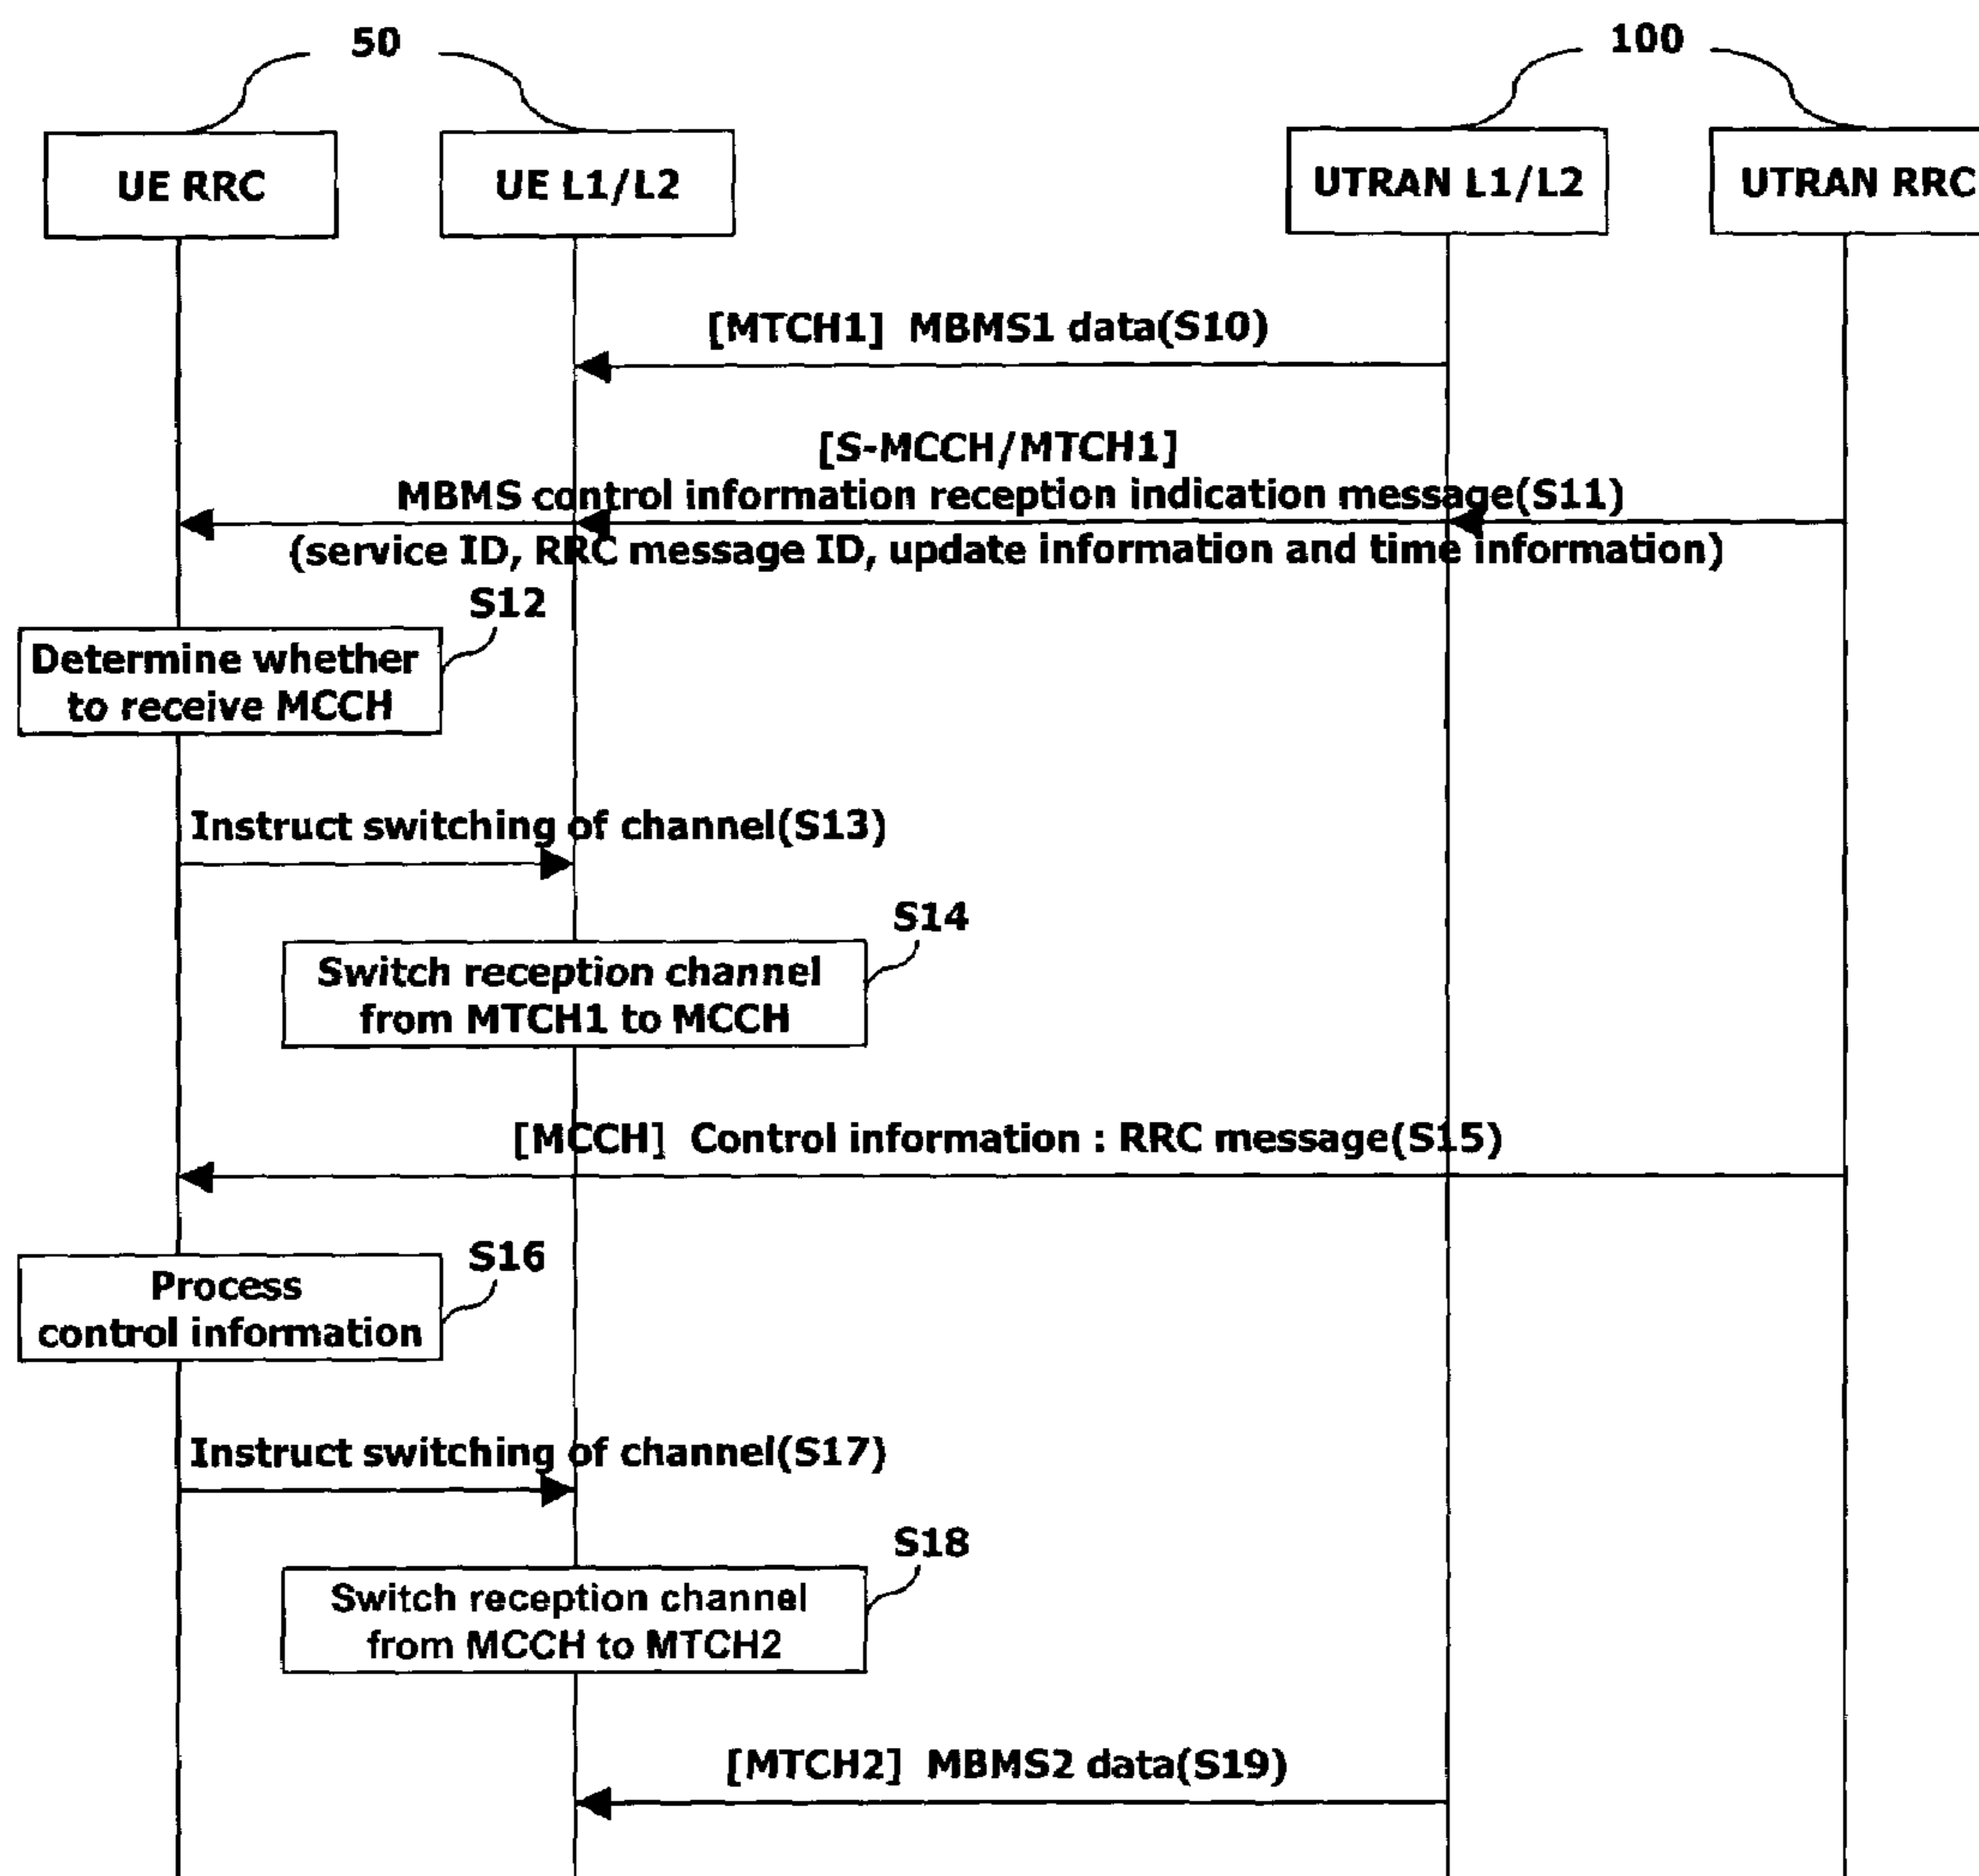 50
100
UE RRC
UE L1/L2
UTRAN L1/L2
UTRAN RRC
[MTCH1] MBMS1 data(S10)
[S-MCCH/MTCH1]
MBMS control information reception indication message(S11)
(service ID, RRC message ID, update information and time information)
S12
Determine whether
to receive MCCH
Instruct switching of channel(S13)
S14
Switch reception channel
from MTCH1 to MCCH
[MCCH] Control information : RRC message(S15)
S16
Process
control information
Instruct switching of channel(S17)
S18
Switch reception channel
from MCCH to MTCH2
[MTCH2] MBMS2 data(S19)